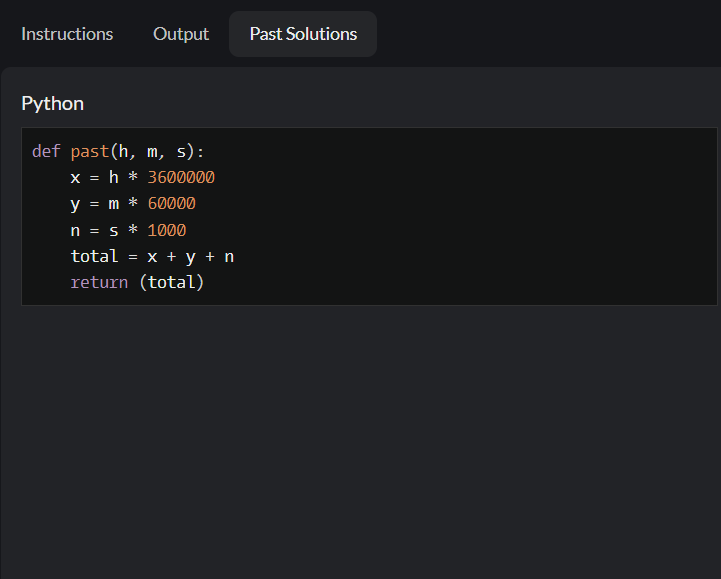 Instructions Output Past Solutions
Python
def past(h, m, s):
    x = h * 3600000
    y = m * 60000
    n = s * 1000
    total = x + y + n
    return (total)